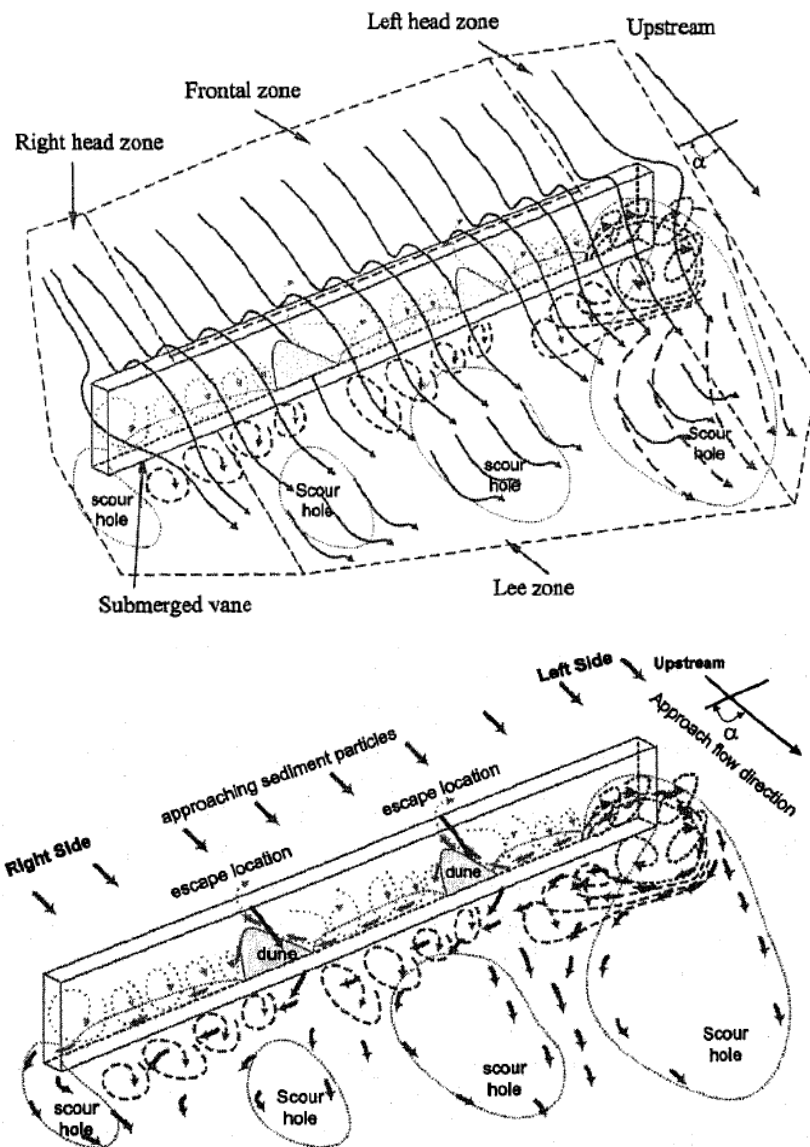 Left head zone
Upstream
Frontal zone
Right head zone
α
scour
hole
Scour
hole
scour
hole
Scour
hole
Submerged vane
Lee zone
Left Side
Upstream
α
Approach flow direction
approaching sediment particles
escape location
Right Side
escape location
dune
dune
scour
hole
Scour
hole
scour
hole
Scour
hole